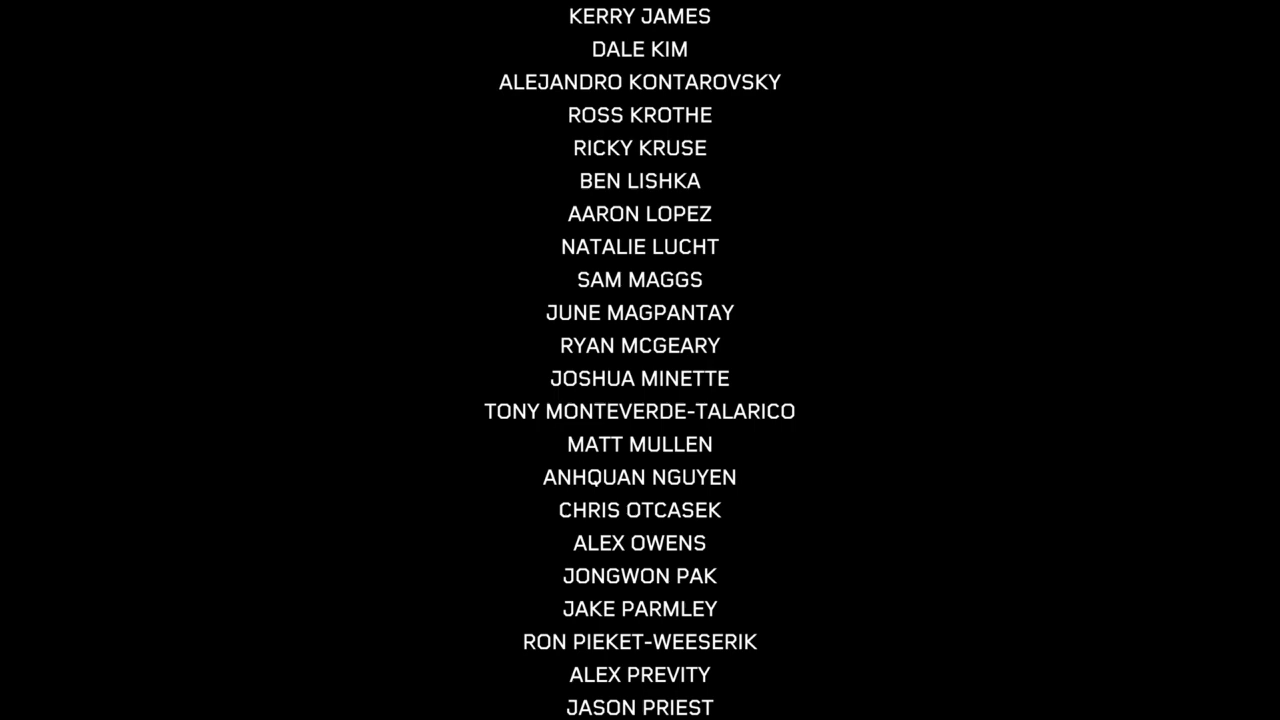 KERRY JAMES
DALE KIM
ALEJANDRO KONTAROVSKY
ROSS KROTHE
RICKY KRUSE
BEN LISHKA
AARON LOPEZ
NATALIE LUCHT
SAM MAGGS
JUNE MAGPANTAY
RYAN MCGEARY
JOSHUA MINETTE
TONY MONTEVERDE-TALARICO
MATT MULLEN
ANHQUAN NGUYEN
CHRIS OTCASEK
ALEX OWENS
JONGWON PAK
JAKE PARMLEY
RON PIEKET-WEESERIK
ALEX PREVITY
JASON PRIEST